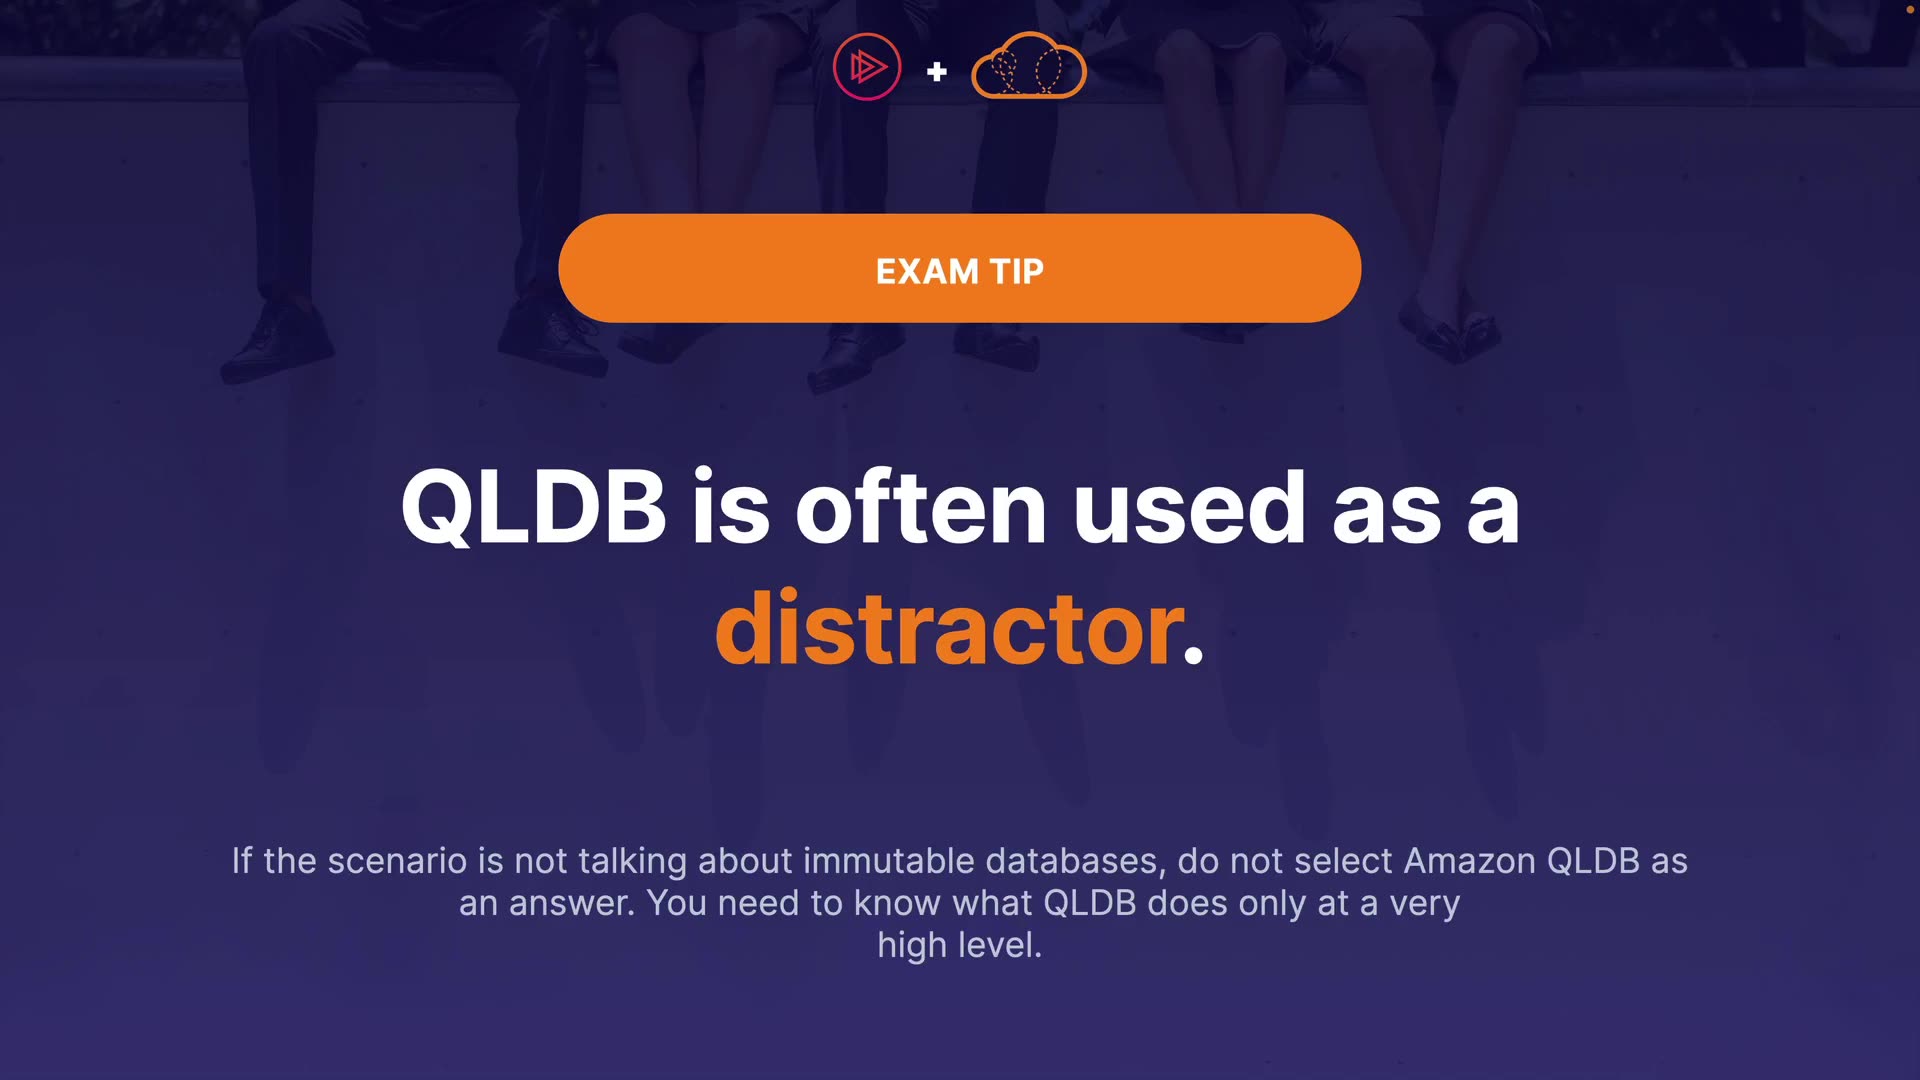 +
EXAM TIP
QLDB is often used as a
distractor.
If the scenario is not talking about immutable databases, do not select Amazon QLDB as
an answer. You need to know what QLDB does only at a very
high level.